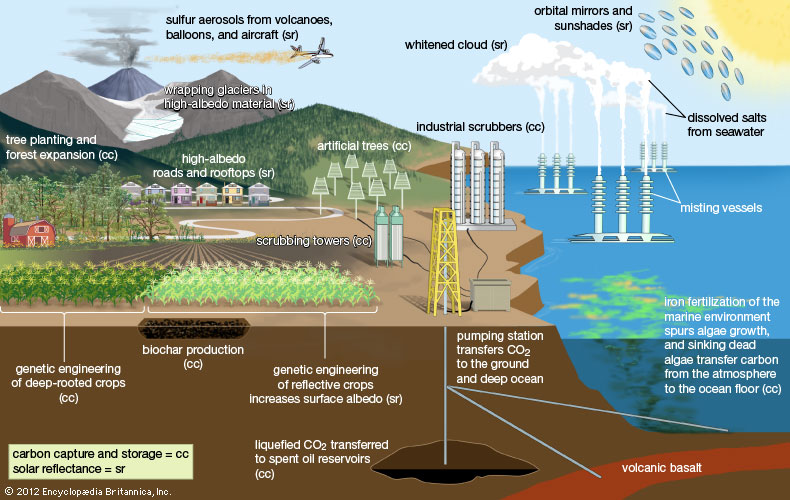 sulfur aerosols from volcanoes,
balloons, and aircraft (sr)
orbital mirrors and
sunshades (sr)
whitened cloud (sr)
wrapping glaciers in
high-albedo material (sr)
dissolved salts
from seawater
industrial scrubbers (cc)
tree planting and
forest expansion (cc)
artificial trees (cc)
high-albedo
roads and rooftops (sr)
misting vessels
scrubbing towers (cc)
iron fertilization of the
marine environment
spurs algae growth,
and sinking dead
algae transfer carbon
from the atmosphere
to the ocean floor (cc)
genetic engineering
of deep-rooted crops
(cc)
biochar production
(cc)
genetic engineering
of reflective crops
increases surface albedo (sr)
pumping station
transfers CO2
to the ground
and deep ocean
liquefied CO2 transferred
to spent oil reservoirs
(cc)
volcanic basalt
carbon capture and storage = cc
solar reflectance = sr
© 2012 Encyclopædia Britannica, Inc.